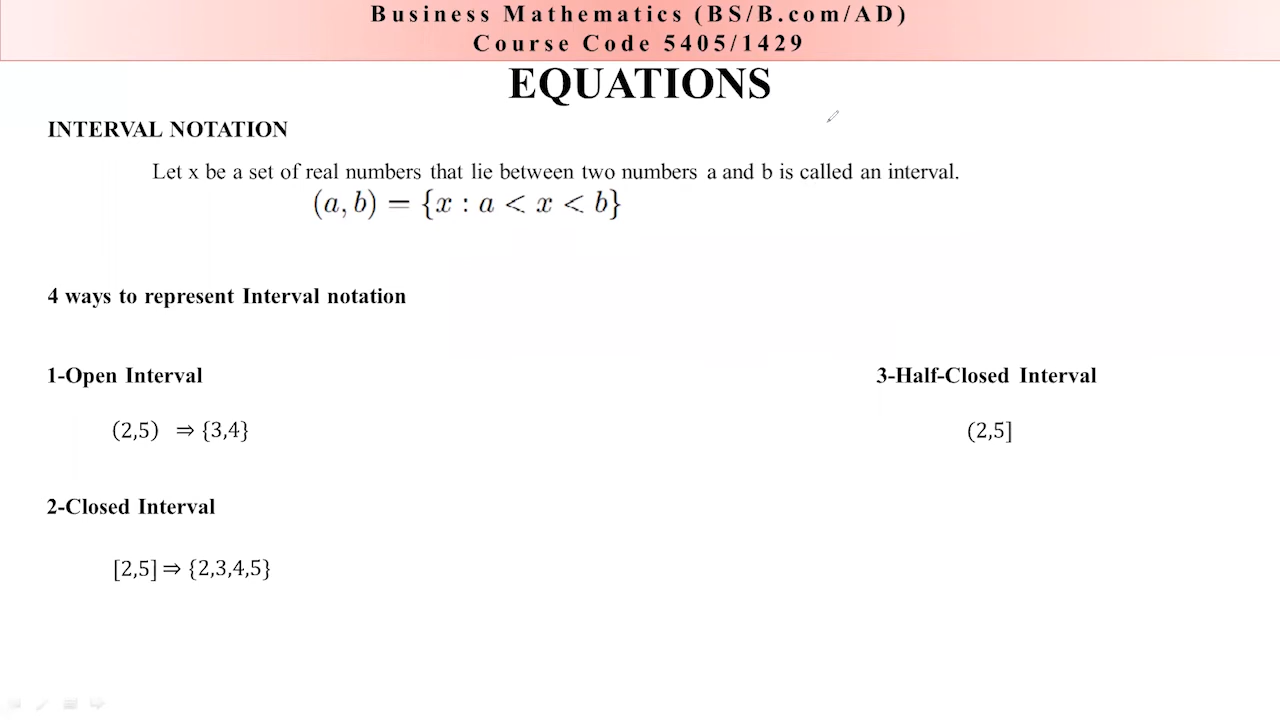 Business Mathematics (BS/B.com/AD)
Course Code 5405/1429
EQUATIONS
INTERVAL NOTATION
Let x be a set of real numbers that lie between two numbers a and b is called an interval.
(a, b) = {x : a < x < b}
4 ways to represent Interval notation
1-Open Interval
(2,5) ⇒ {3,4}
2-Closed Interval
[2,5] ⇒ {2,3,4,5}
3-Half-Closed Interval
(2,5]